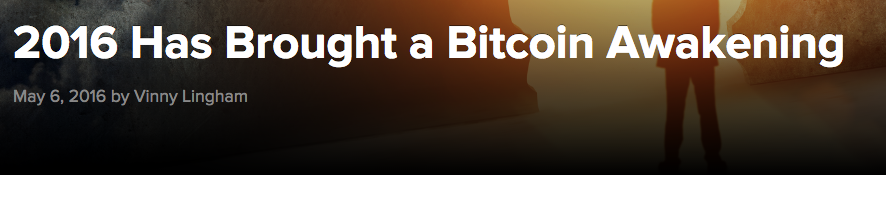 2016 Has Brought a Bitcoin Awakening
May 6, 2016 by Vinny Lingham